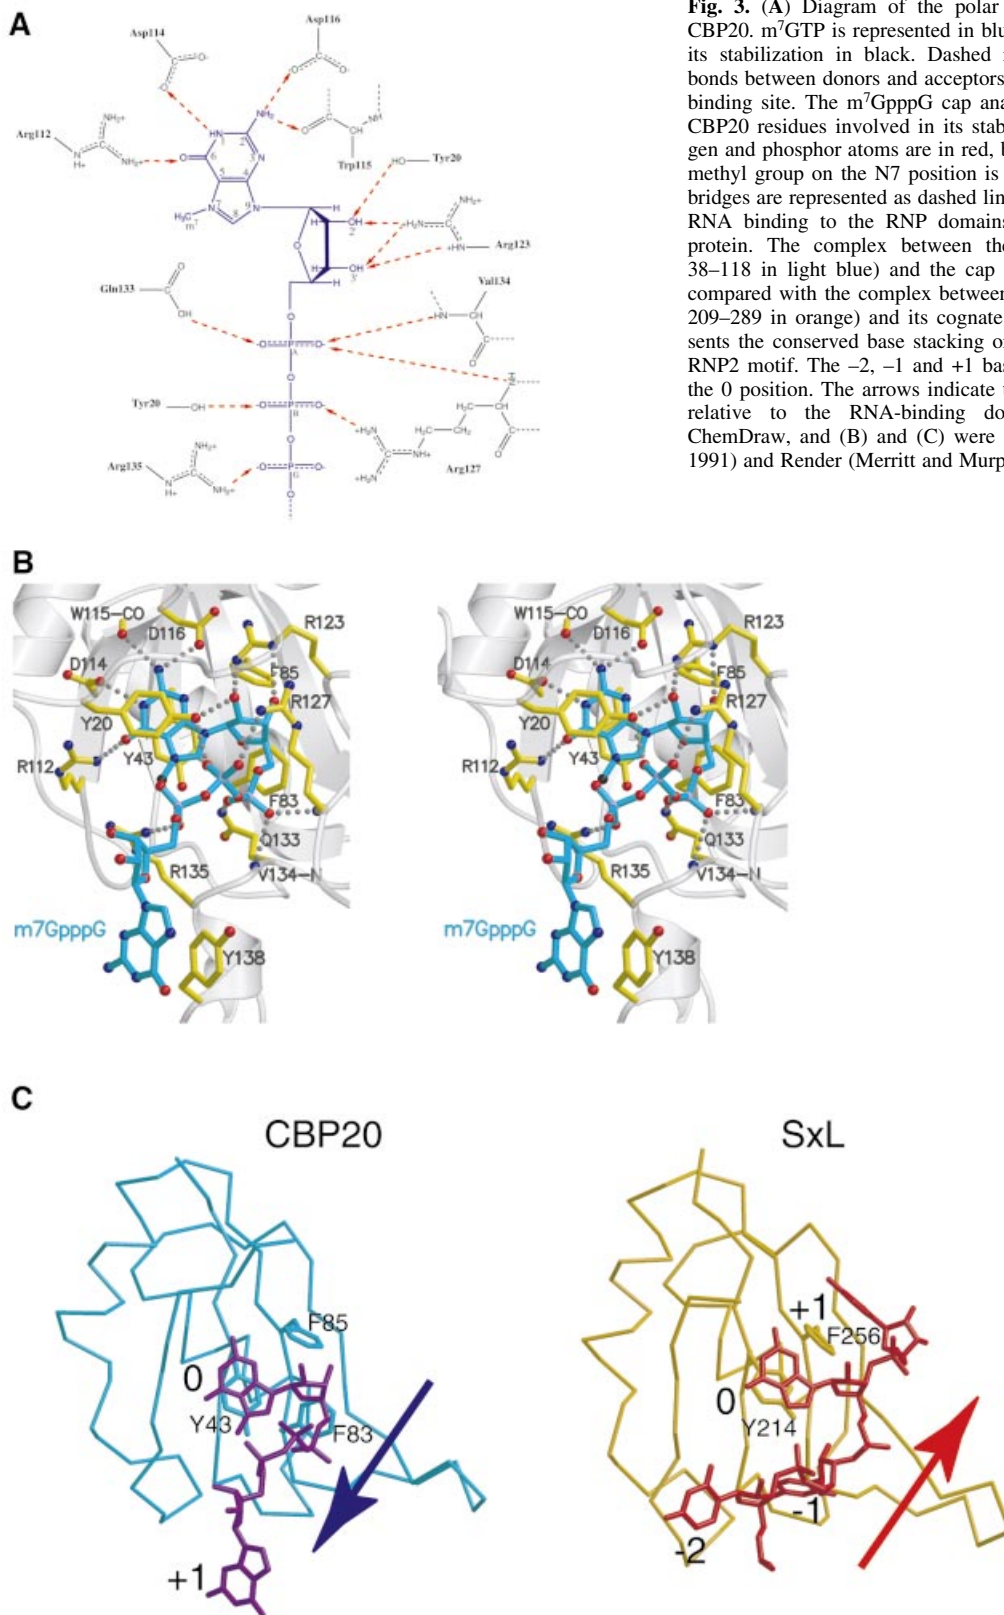 A
Asp114
Asp116
Arg112
Trp115
Tyr20
Arg123
Gln133
Val134
Tyr20
Arg135
Arg127
Fig. 3. (A) Diagram of the polar
CBP20. m7GTP is represented in blu
its stabilization in black. Dashed
bonds between donors and acceptors
binding site. The m7GpppG cap ana
CBP20 residues involved in its stab
gen and phosphor atoms are in red, b
methyl group on the N7 position is
bridges are represented as dashed lin
RNA binding to the RNP domains
protein. The complex between the
38–118 in light blue) and the cap
compared with the complex between
209–289 in orange) and its cognate
sents the conserved base stacking o
RNP2 motif. The –2, –1 and +1 bas
the 0 position. The arrows indicate
relative to the RNA-binding do
ChemDraw, and (B) and (C) were
1991) and Render (Merritt and Murp
B
W115–CO
D116
R123
D114
F85
R127
Y20
Y43
R112
F83
Q133
R135
V134–N
m7GpppG
Y138
W115–CO
D116
R123
D114
F85
R127
Y20
Y43
R112
F83
Q133
R135
V134–N
m7GpppG
Y138
C
CBP20
F85
0
Y43
F83
+1
SxL
+1
F256
0
Y214
-1
-2